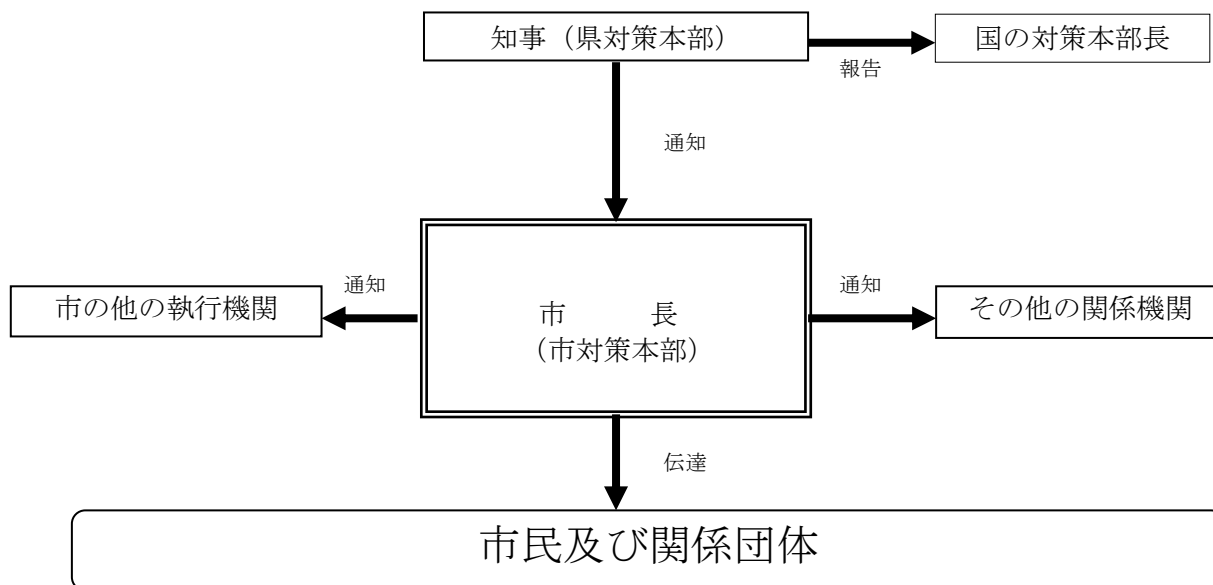 知事（県対策本部）
国の対策本部長
報告
通知
通知
通知
市の他の執行機関
その他の関係機関
市　　　長
（市対策本部）
伝達
市民及び関係団体